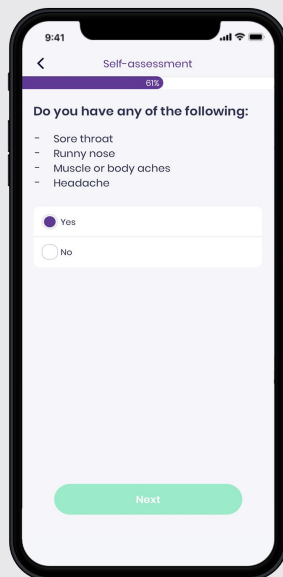 9:41
Self-assessment
61%
Do you have any of the following:
- Sore throat
- Runny nose
- Muscle or body aches
- Headache
Yes
No
Next